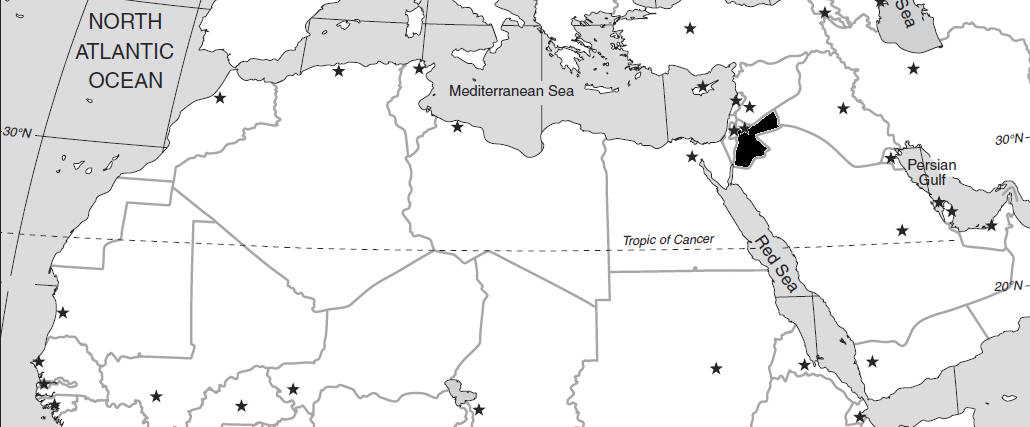 NORTH
ATLANTIC
OCEAN
Sea
Mediterranean Sea
30°N
30°N
Persian
Gulf
Tropic of Cancer
Red Sea
20°N